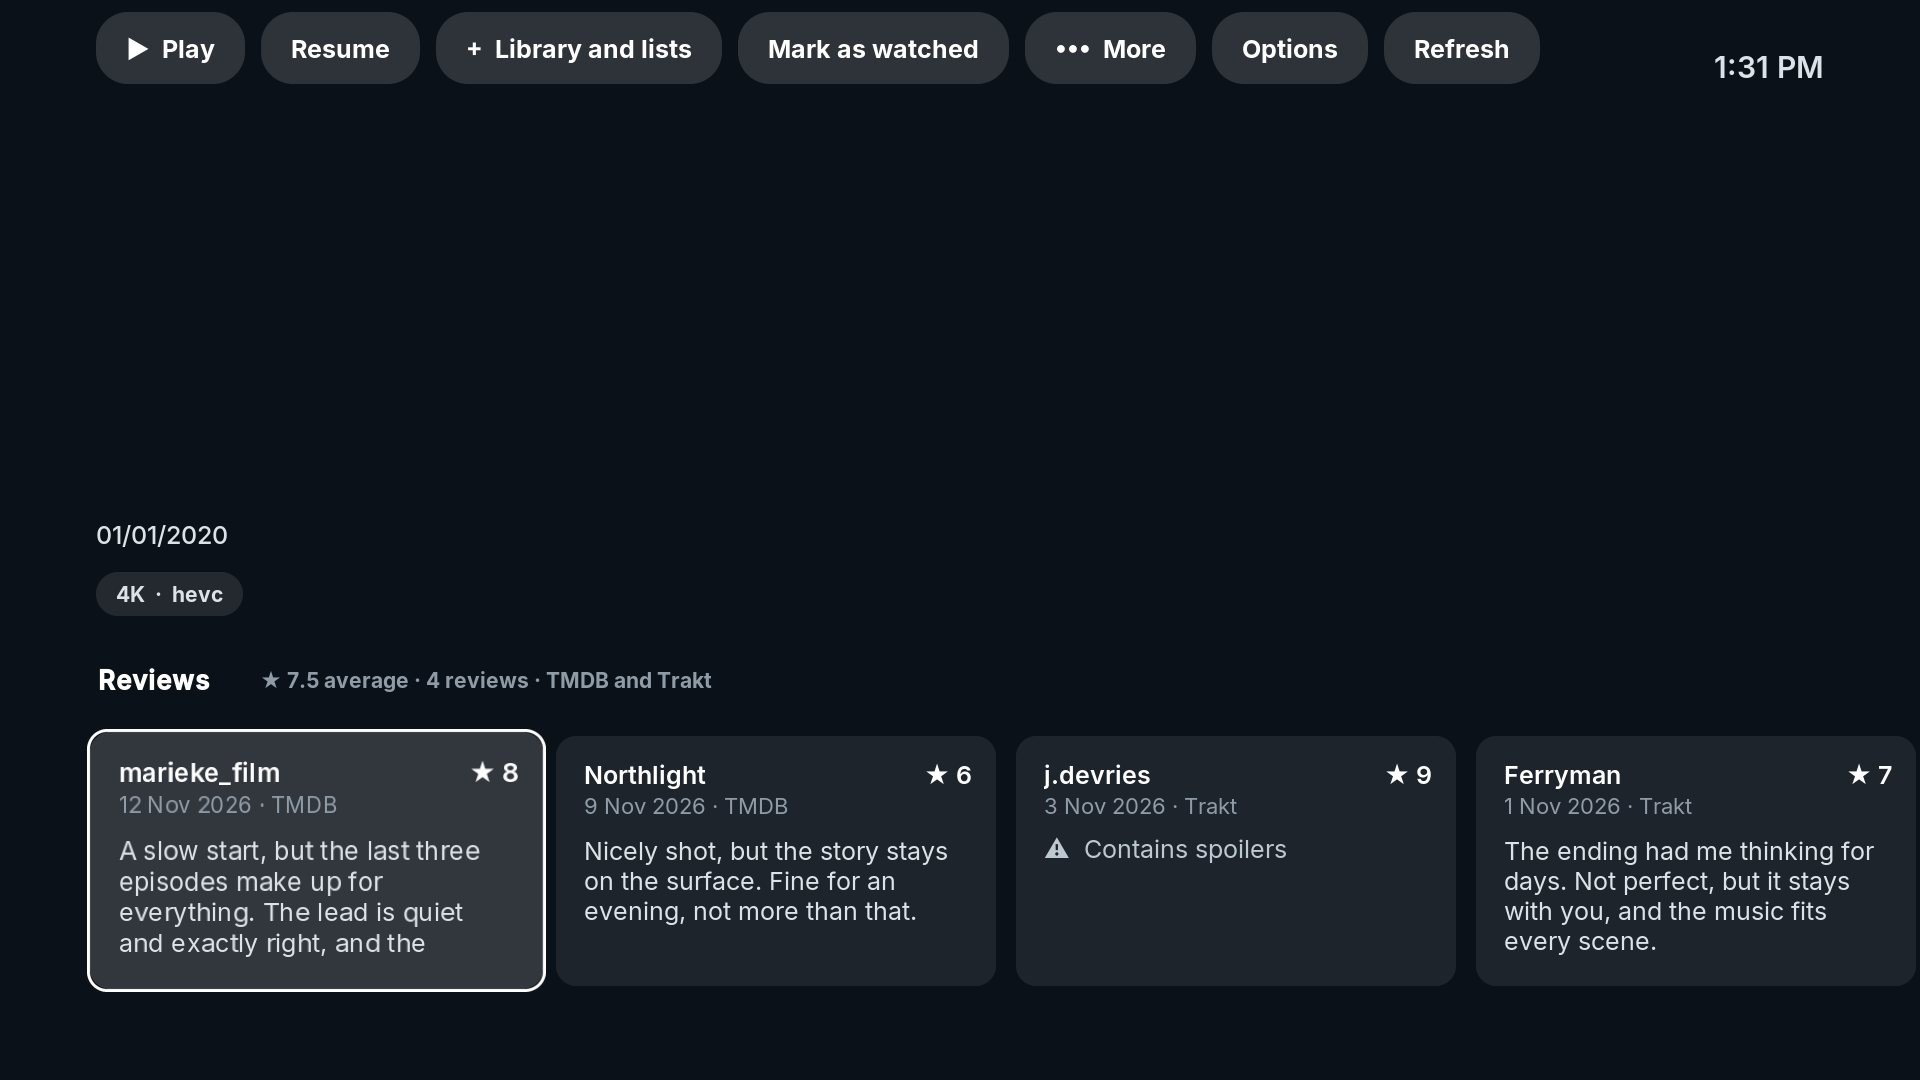 ▶ Play
Resume
+ Library and lists
Mark as watched
••• More
Options
Refresh
1:31 PM
01/01/2020
4K · hevc
Reviews
★ 7.5 average · 4 reviews · TMDB and Trakt
marieke_film ★ 8
12 Nov 2026 · TMDB
A slow start, but the last three
episodes make up for
everything. The lead is quiet
and exactly right, and the
Northlight ★ 6
9 Nov 2026 · TMDB
Nicely shot, but the story stays
on the surface. Fine for an
evening, not more than that.
j.devries ★ 9
3 Nov 2026 · Trakt
⚠ Contains spoilers
Ferryman ★ 7
1 Nov 2026 · Trakt
The ending had me thinking for
days. Not perfect, but it stays
with you, and the music fits
every scene.